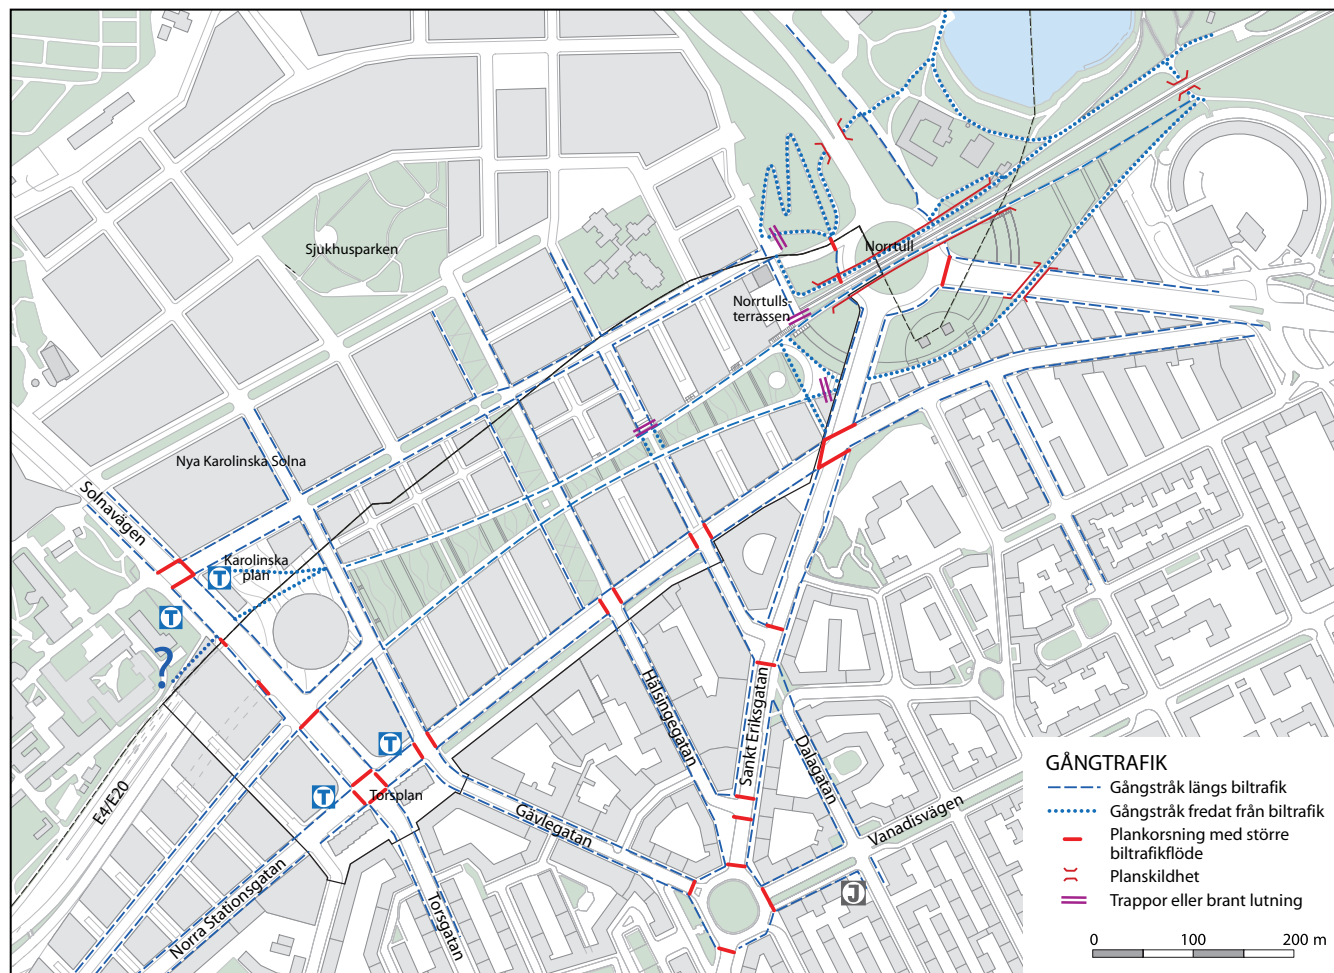 Sjukhusparken
Norrtull
Norrtulls-
terrassen
Nya Karolinska Solna
Solnavägen
Karolinska
plan
T
T
?
T
T
Torsplan
E4/E20
Norra Stationsgatan
Torsgatan
Gävlegatan
Hälsingegatan
Sankt Eriksgatan
Dalagatan
Vanadisvägen
J
GÅNGTRAFIK
Gångstråk längs biltrafik
Gångstråk fredat från biltrafik
Plankorsning med större
biltrafikflöde
Planskildhet
Trappor eller brant lutning
0 100 200 m